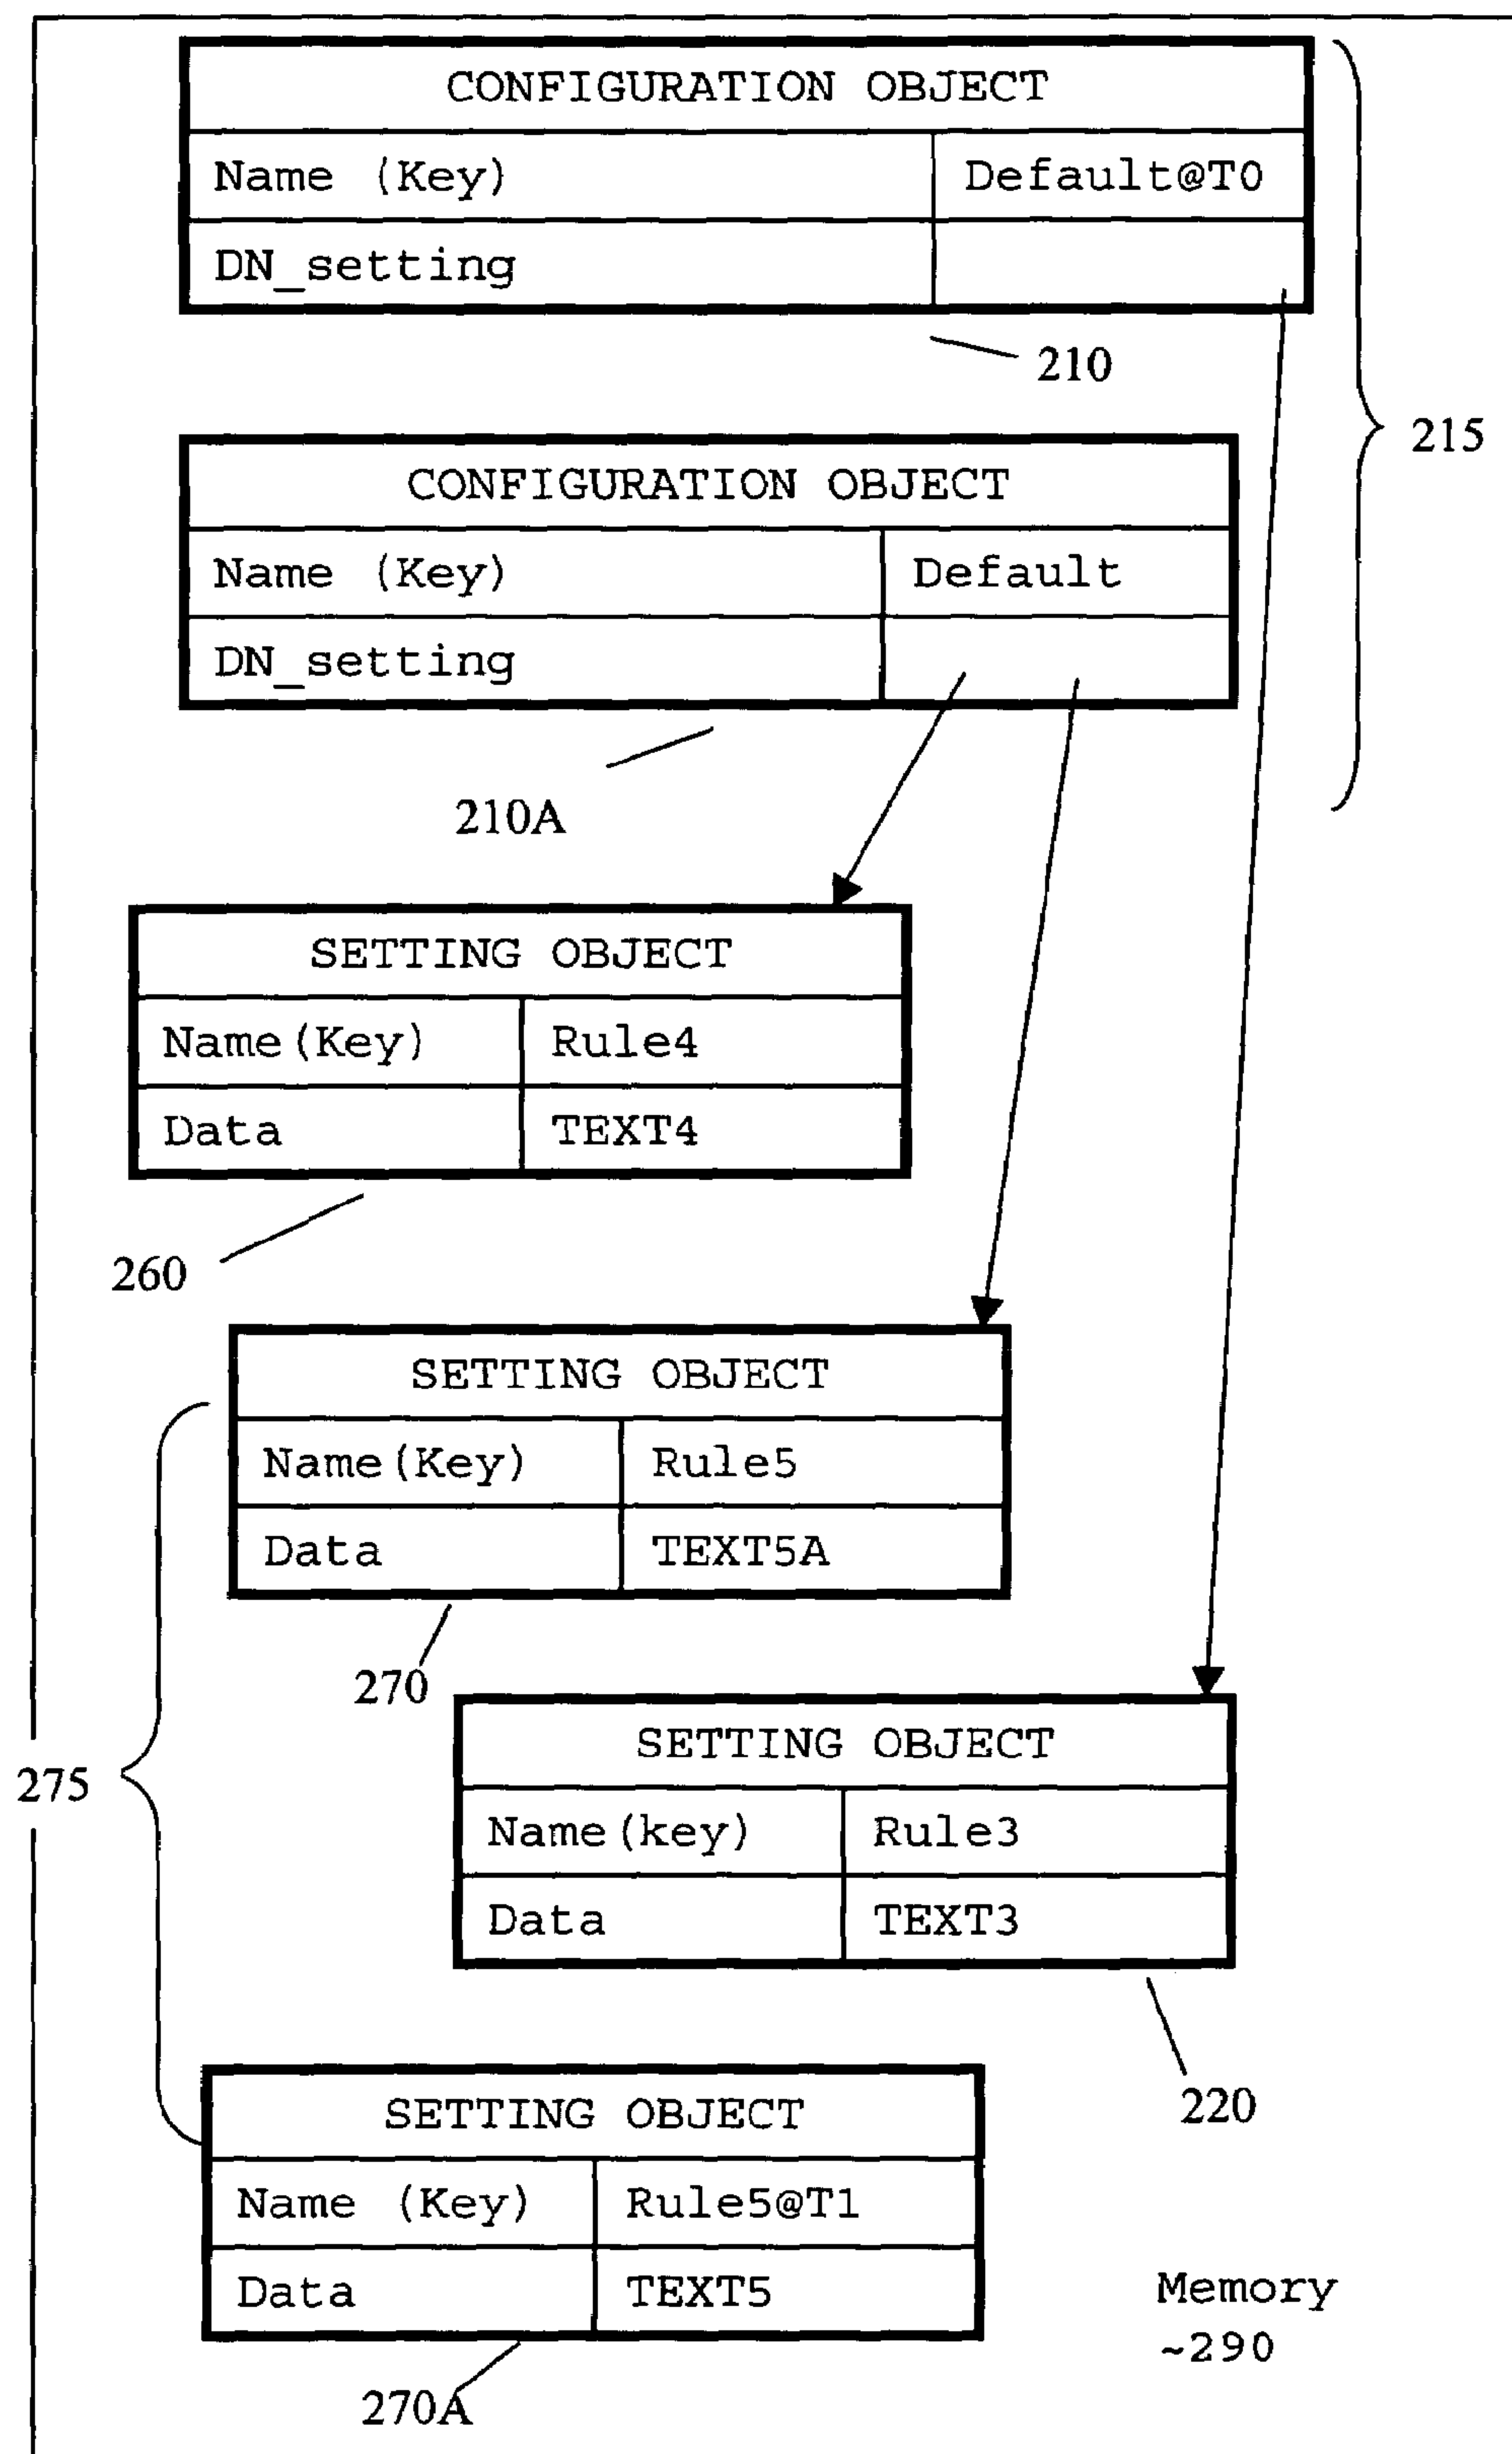 CONFIGURATION OBJECT
Name (Key) Default@T0
DN_setting
210
215
CONFIGURATION OBJECT
Name (Key) Default
DN_setting
210A
SETTING OBJECT
Name(Key) Rule4
Data TEXT4
260
SETTING OBJECT
Name(Key) Rule5
Data TEXT5A
270
275
SETTING OBJECT
Name(key) Rule3
Data TEXT3
220
SETTING OBJECT
Name (Key) Rule5@T1
Data TEXT5
270A
Memory
~290